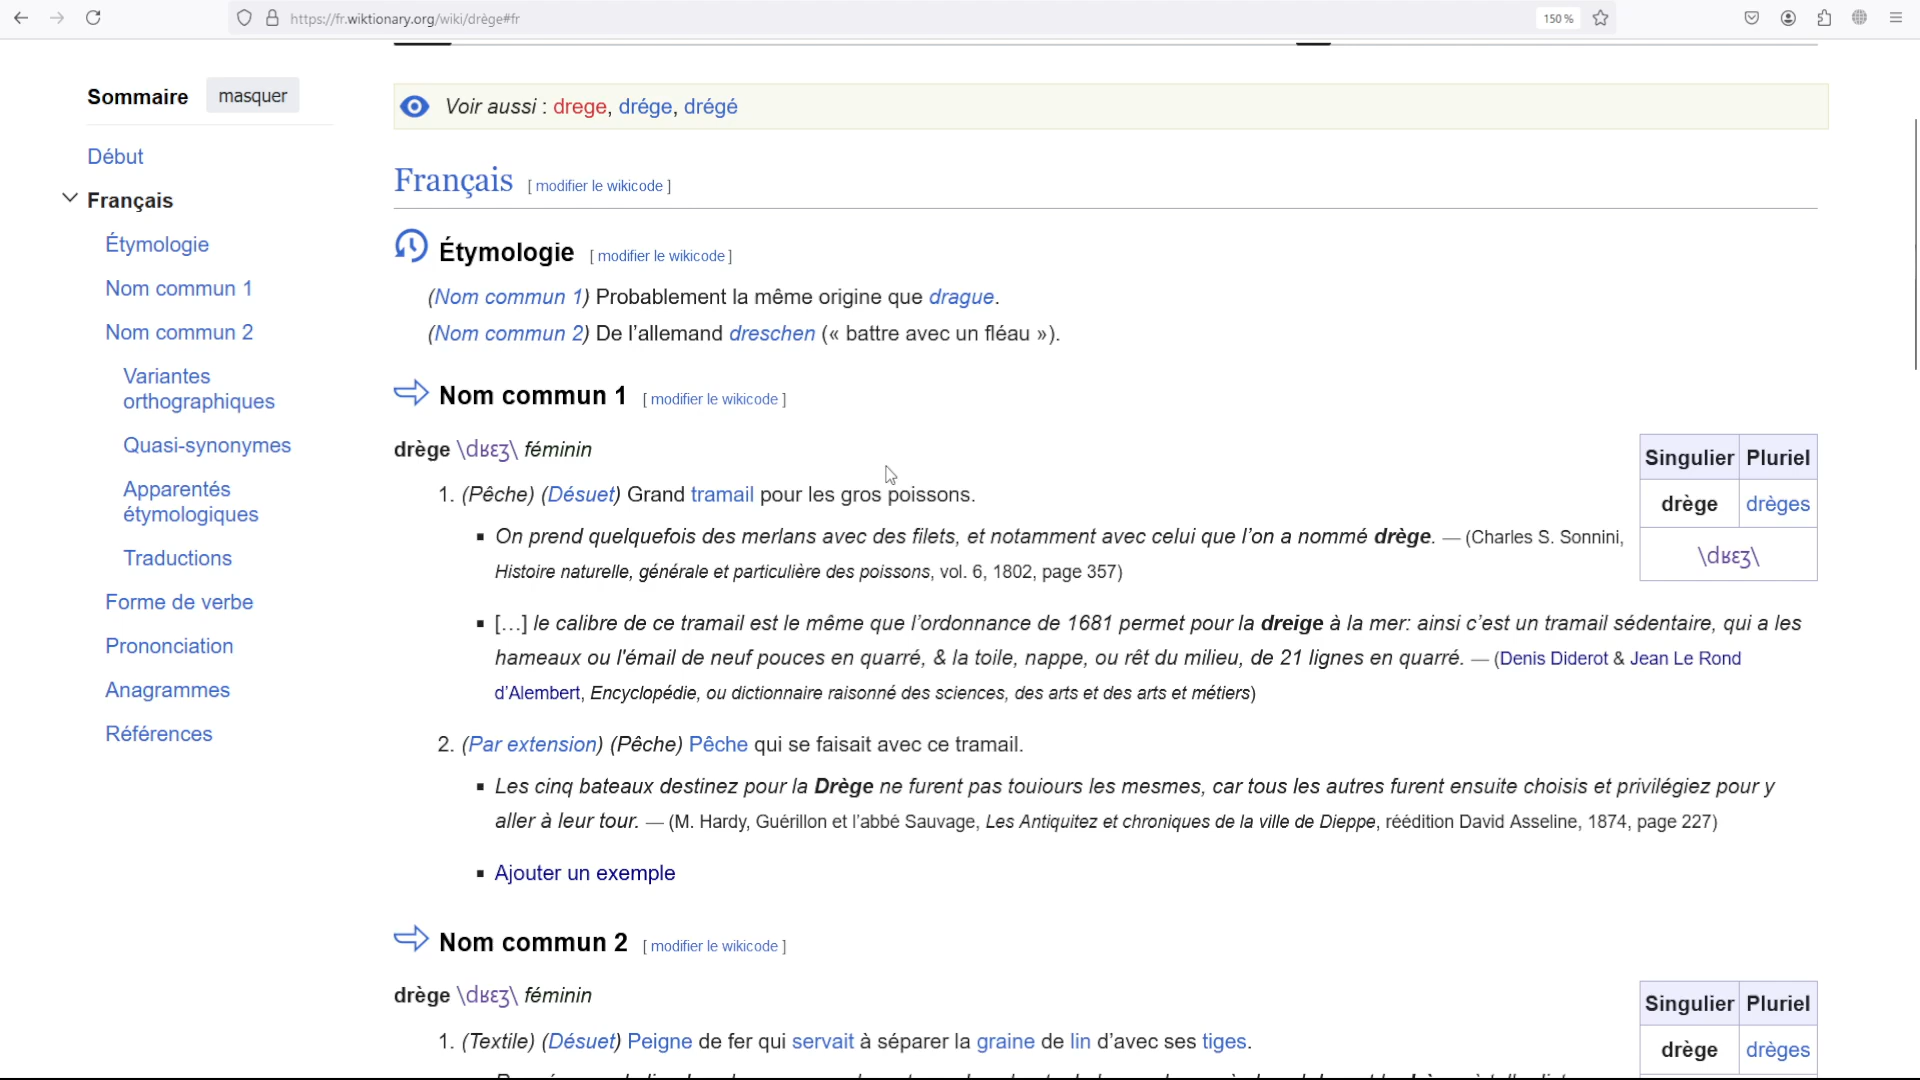 https://fr.wiktionary.org/wiki/drège#fr
150 %
Sommaire masquer
Début
Français
Étymologie
Nom commun 1
Nom commun 2
Variantes
orthographiques
Quasi-synonymes
Apparentés
étymologiques
Traductions
Forme de verbe
Prononciation
Anagrammes
Références
Voir aussi : drege, drége, drégé
Français [ modifier le wikicode ]
Étymologie [ modifier le wikicode ]
(Nom commun 1) Probablement la même origine que drague.
(Nom commun 2) De l’allemand dreschen (« battre avec un fléau »).
Nom commun 1 [ modifier le wikicode ]
drège \dʁɛʒ\ féminin
1. (Pêche) (Désuet) Grand tramail pour les gros poissons.
▪ On prend quelquefois des merlans avec des filets, et notamment avec celui que l’on a nommé drège. — (Charles S. Sonnini,
Histoire naturelle, générale et particulière des poissons, vol. 6, 1802, page 357)
▪ […] le calibre de ce tramail est le même que l’ordonnance de 1681 permet pour la dreige à la mer: ainsi c’est un tramail sédentaire, qui a les
hameaux ou l'émail de neuf pouces en quarré, & la toile, nappe, ou rêt du milieu, de 21 lignes en quarré. — (Denis Diderot & Jean Le Rond
d’Alembert, Encyclopédie, ou dictionnaire raisonné des sciences, des arts et des arts et métiers)
2. (Par extension) (Pêche) Pêche qui se faisait avec ce tramail.
▪ Les cinq bateaux destinez pour la Drège ne furent pas touiours les mesmes, car tous les autres furent ensuite choisis et privilégiez pour y
aller à leur tour. — (M. Hardy, Guérillon et l’abbé Sauvage, Les Antiquitez et chroniques de la ville de Dieppe, réédition David Asseline, 1874, page 227)
▪ Ajouter un exemple
Singulier Pluriel
drège drèges
\dʁɛʒ\
Nom commun 2 [ modifier le wikicode ]
drège \dʁɛʒ\ féminin
1. (Textile) (Désuet) Peigne de fer qui servait à séparer la graine de lin d’avec ses tiges.
Singulier Pluriel
drège drèges